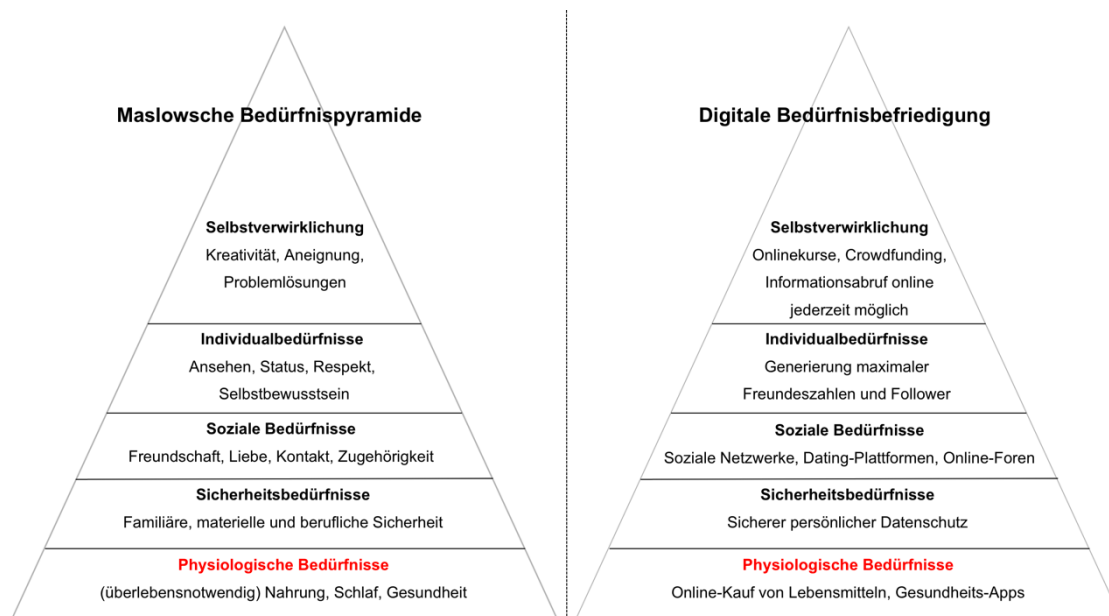 Maslowsche Bedürfnispyramide
Selbstverwirklichung
Kreativität, Aneignung,
Problemlösungen
Individualbedürfnisse
Ansehen, Status, Respekt,
Selbstbewusstsein
Soziale Bedürfnisse
Freundschaft, Liebe, Kontakt, Zugehörigkeit
Sicherheitsbedürfnisse
Familiäre, materielle und berufliche Sicherheit
Physiologische Bedürfnisse
(überlebensnotwendig) Nahrung, Schlaf, Gesundheit
Digitale Bedürfnisbefriedigung
Selbstverwirklichung
Onlinekurse, Crowdfunding,
Informationsabruf online
jederzeit möglich
Individualbedürfnisse
Generierung maximaler
Freundeszahlen und Follower
Soziale Bedürfnisse
Soziale Netzwerke, Dating-Plattformen, Online-Foren
Sicherheitsbedürfnisse
Sicherer persönlicher Datenschutz
Physiologische Bedürfnisse
Online-Kauf von Lebensmitteln, Gesundheits-Apps